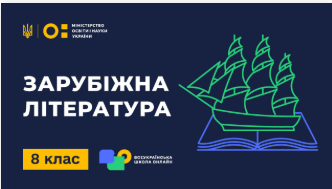 МІНІСТЕРСТВО
ОСВІТИ І НАУКИ
УКРАЇНИ
ЗАРУБІЖНА
ЛІТЕРАТУРА
8 клас
ВСЕУКРАЇНСЬКА
ШКОЛА ОНЛАЙН